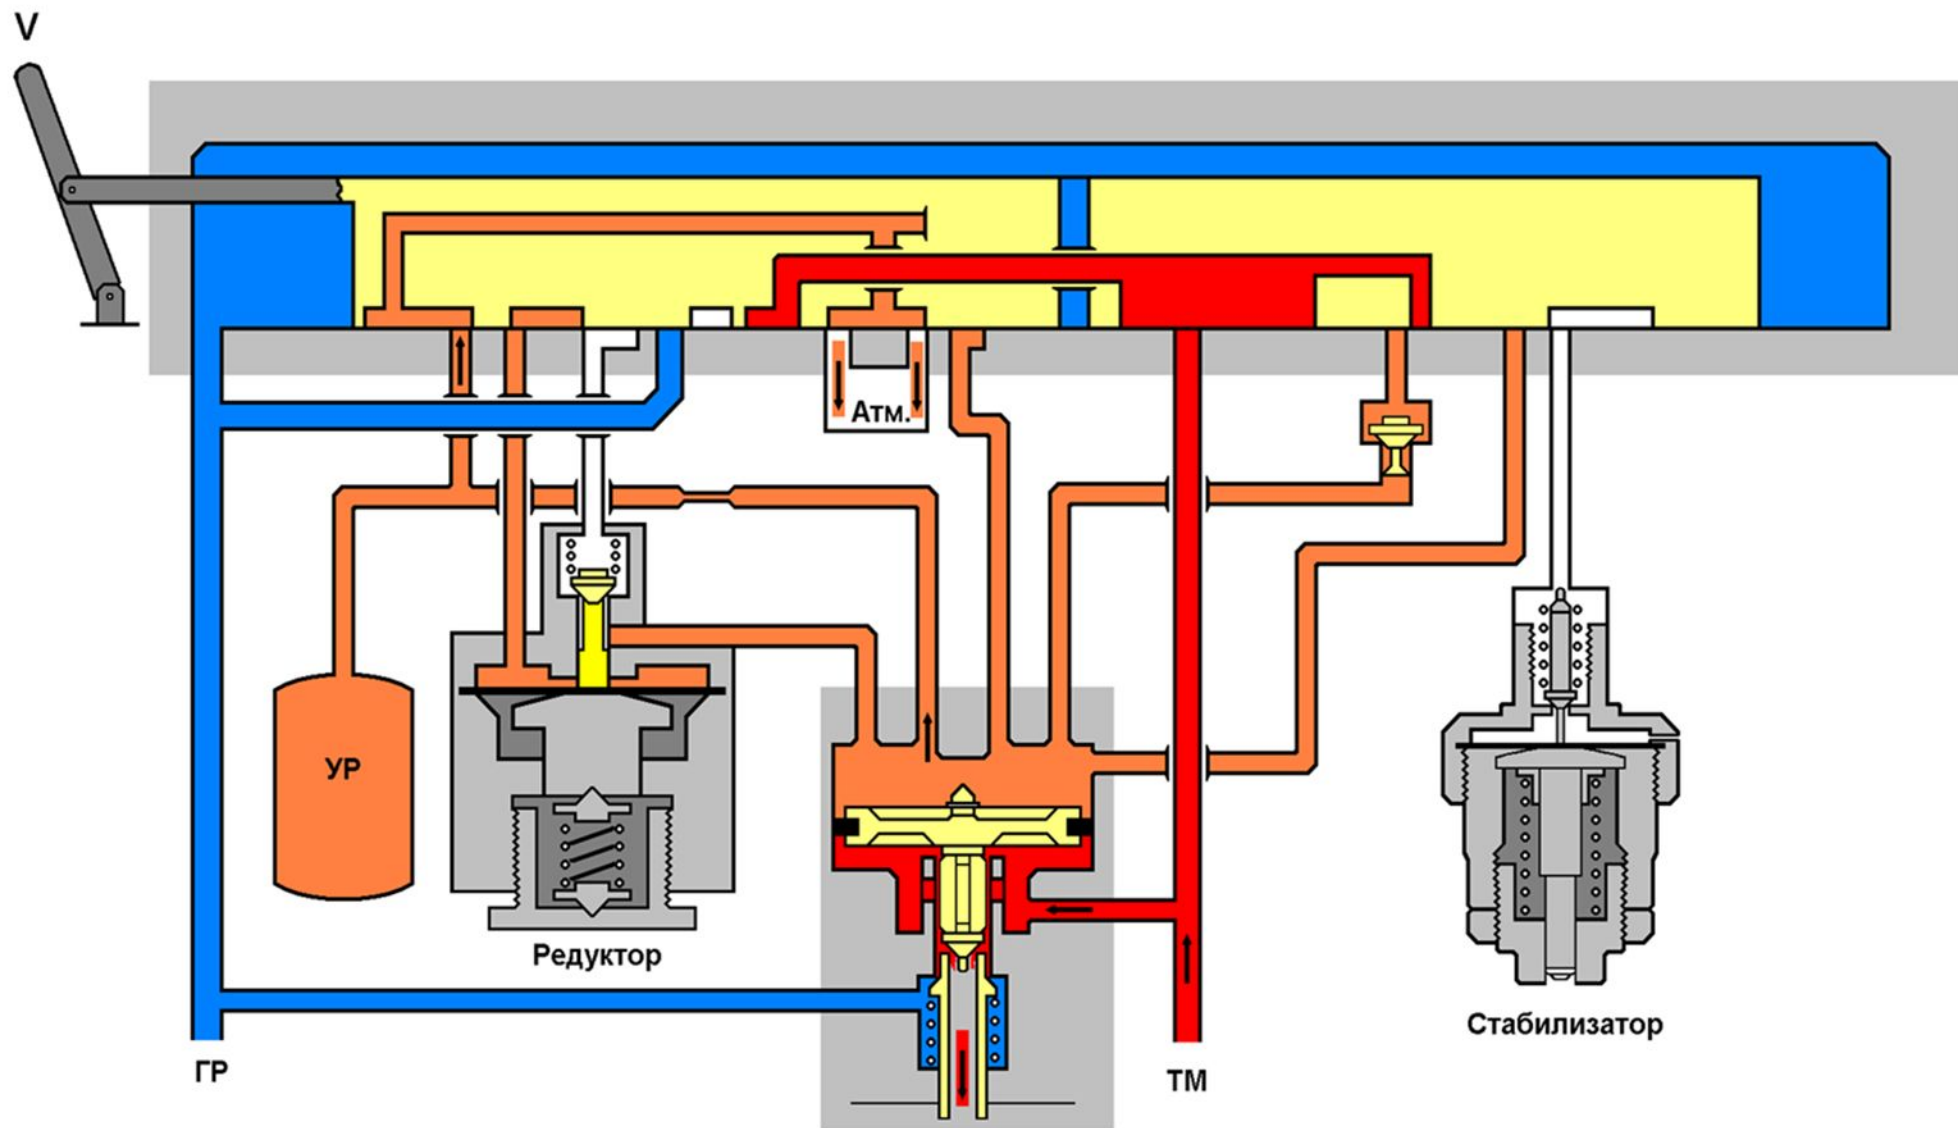 V
Атм.
УР
Редуктор
Стабилизатор
ГР
ТМ